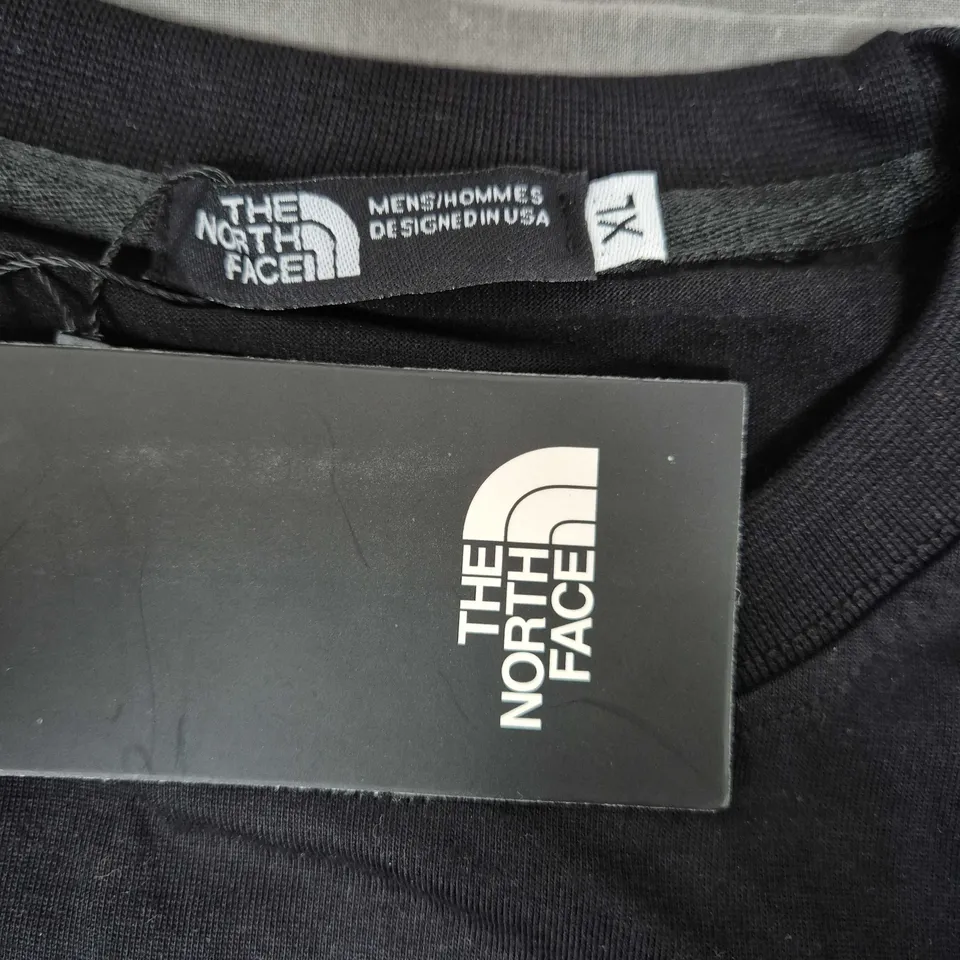 THE
NORTH
FACE
MENS/HOMMES
DESIGNED IN USA
XL
THE
NORTH
FACE